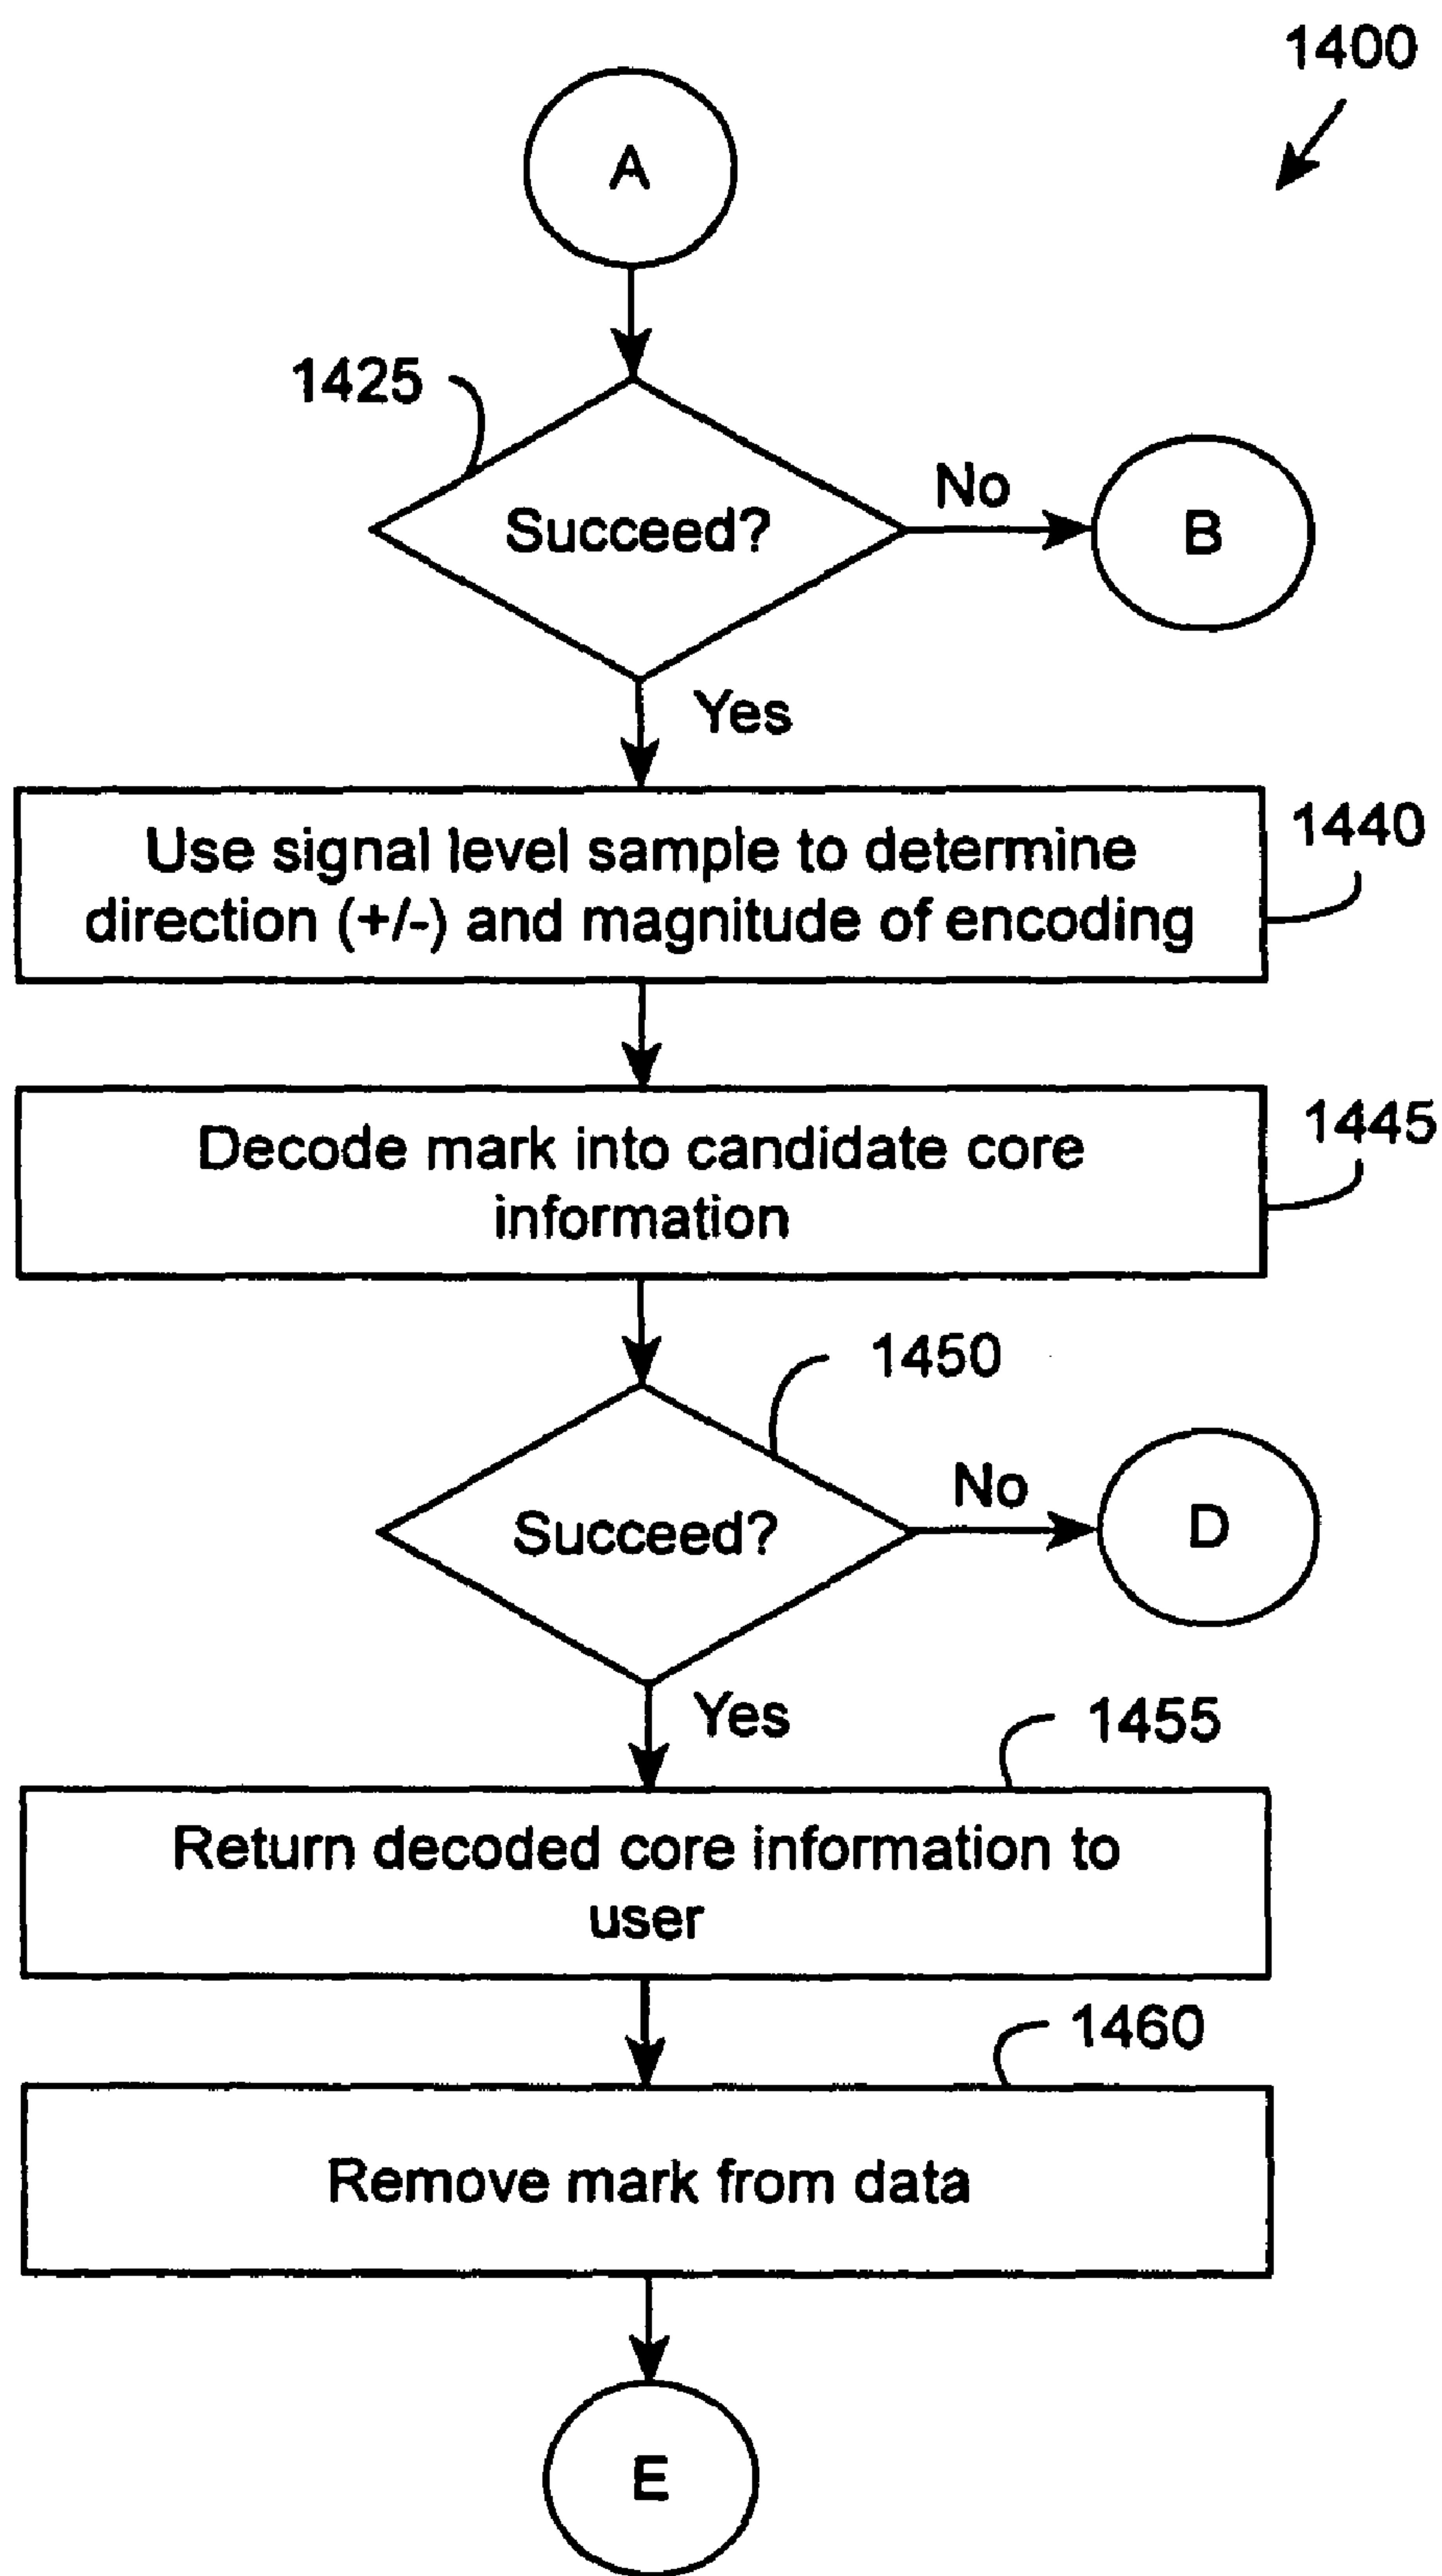 1400
A
1425
Succeed?
No
B
Yes
Use signal level sample to determine
direction (+/-) and magnitude of encoding
1440
Decode mark into candidate core
information
1445
1450
Succeed?
No
D
Yes
1455
Return decoded core information to
user
1460
Remove mark from data
E